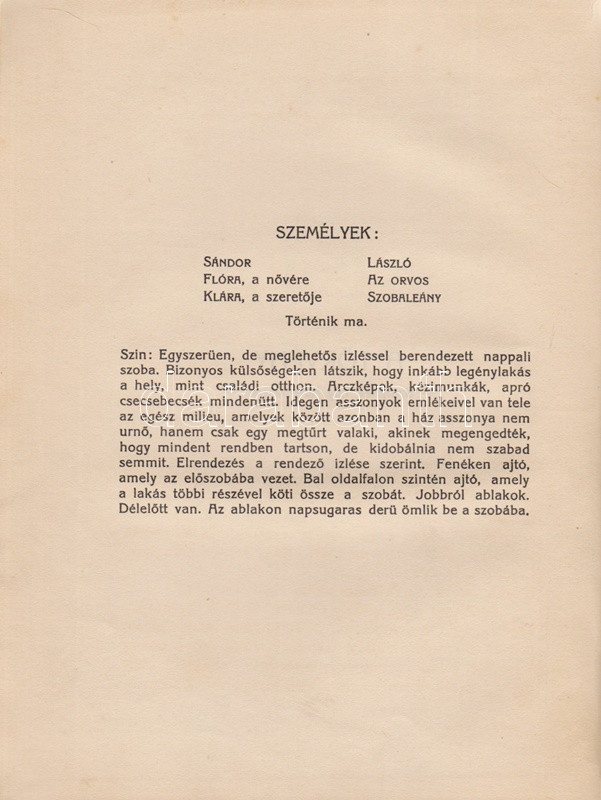 SZEMÉLYEK:
SÁNDOR
FLÓRA, a nővére
KLÁRA, a szeretője
LÁSZLÓ
AZ ORVOS
SZOBALEÁNY
Történik ma.
Szin: Egyszerüen, de meglehetős izléssel berendezett nappali
szoba. Bizonyos külsőségeken látszik, hogy inkább legénylakás
a hely, mint családi otthon. Arczképek, kézimunkák, apró
csecsebecsék mindenütt. Idegen asszonyok emlékeivel van tele
az egész milieu, amelyek között azonban a ház asszonya nem
urnő, hanem csak egy megtűrt valaki, akinek megengedték,
hogy mindent rendben tartson, de kidobálnia nem szabad
semmit. Elrendezés a rendező izlése szerint. Fenéken ajtó,
amely az előszobába vezet. Bal oldalfalon szintén ajtó, amely
a lakás többi részével köti össze a szobát. Jobbról ablakok.
Délelőtt van. Az ablakon napsugaras derü ömlik be a szobába.
darabanth